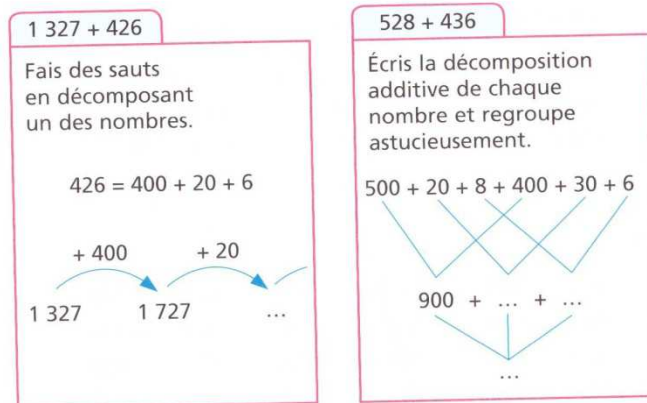 1 327 + 426
Fais des sauts
en décomposant
un des nombres.
426 = 400 + 20 + 6
+ 400 + 20
1 327 1 727 ...
528 + 436
Écris la décomposition
additive de chaque
nombre et regroupe
astucieusement.
500 + 20 + 8 + 400 + 30 + 6
900 + ... + ...
...